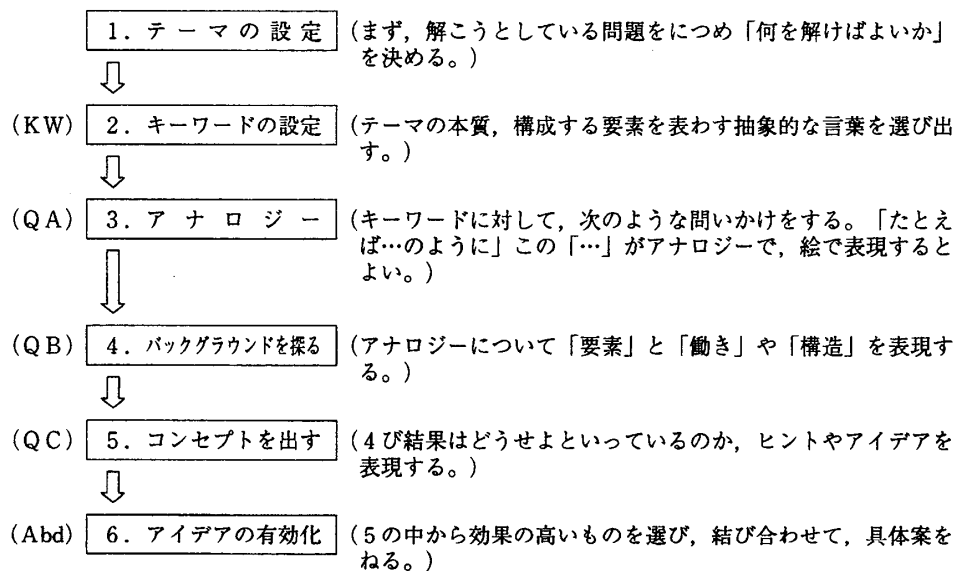 1．テーマの設定 (まず，解こうとしている問題をにつめ「何を解けばよいか」
を決める。)
(KW) 2．キーワードの設定 (テーマの本質，構成する要素を表わす抽象的な言葉を選び出
す。)
(QA) 3．アナロジー (キーワードに対して，次のような問いかけをする。「たとえ
ば…のように」この「…」がアナロジーで，絵で表現すると
よい。)
(QB) 4．バックグラウンドを探る (アナロジーについて「要素」と「働き」や「構造」を表現す
る。)
(QC) 5．コンセプトを出す (4び結果はどうせよといっているのか，ヒントやアイデアを
表現する。)
(Abd) 6．アイデアの有効化 (5の中から効果の高いものを選び，結び合わせて，具体案を
ねる。)